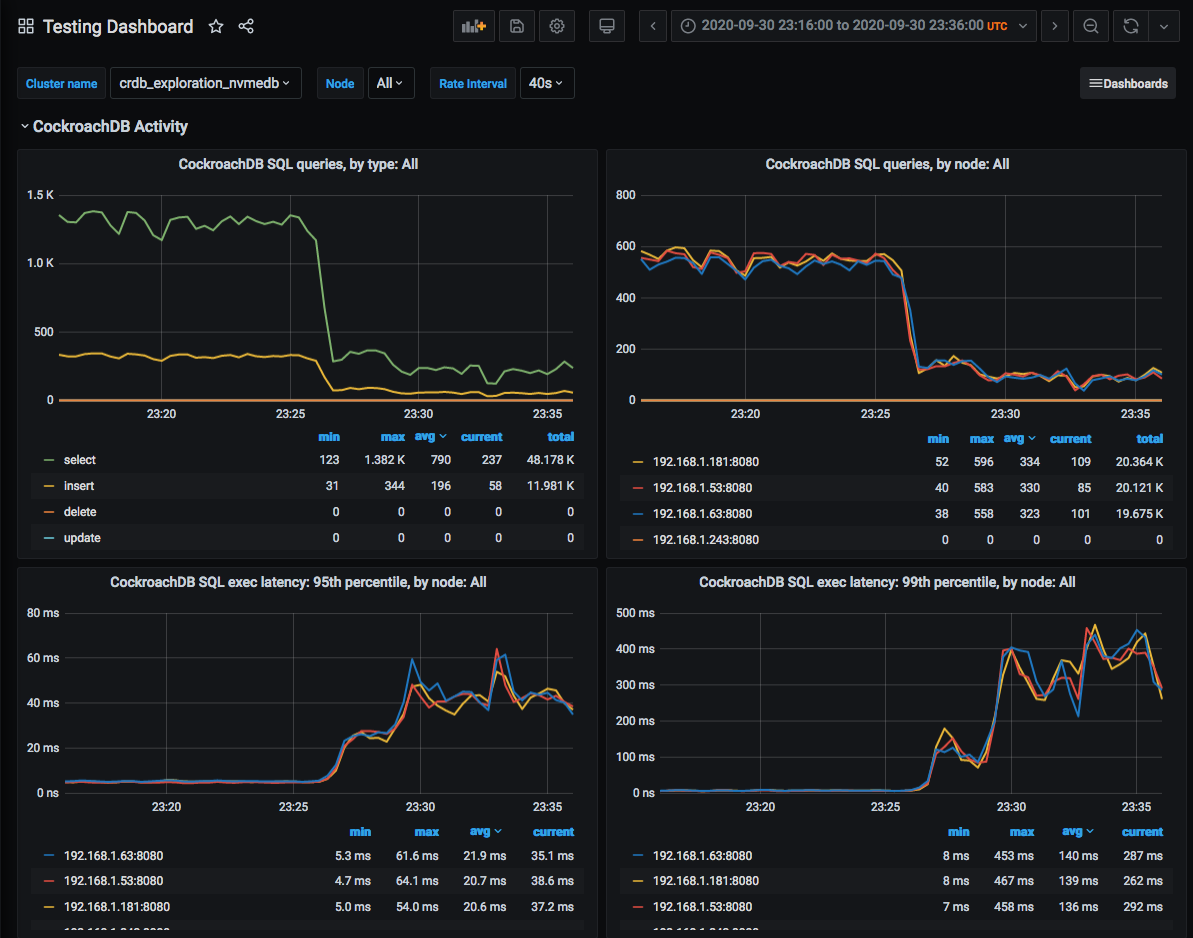 Testing Dashboard
2020-09-30 23:16:00 to 2020-09-30 23:36:00 UTC
Cluster name crdb_exploration_nvmedb Node All Rate Interval 40s Dashboards
CockroachDB Activity
CockroachDB SQL queries, by type: All
1.5 K
1.0 K
500
0
23:20 23:25 23:30 23:35
min max avg current total
select 123 1.382 K 790 237 48.178 K
insert 31 344 196 58 11.981 K
delete 0 0 0 0 0
update 0 0 0 0 0
CockroachDB SQL queries, by node: All
800
600
400
200
0
23:20 23:25 23:30 23:35
min max avg current total
192.168.1.181:8080 52 596 334 109 20.364 K
192.168.1.53:8080 40 583 330 85 20.121 K
192.168.1.63:8080 38 558 323 101 19.675 K
192.168.1.243:8080 0 0 0 0 0
CockroachDB SQL exec latency: 95th percentile, by node: All
80 ms
60 ms
40 ms
20 ms
0 ns
23:20 23:25 23:30 23:35
min max avg current
192.168.1.63:8080 5.3 ms 61.6 ms 21.9 ms 35.1 ms
192.168.1.53:8080 4.7 ms 64.1 ms 20.7 ms 38.6 ms
192.168.1.181:8080 5.0 ms 54.0 ms 20.6 ms 37.2 ms
CockroachDB SQL exec latency: 99th percentile, by node: All
500 ms
400 ms
300 ms
200 ms
100 ms
0 ns
23:20 23:25 23:30 23:35
min max avg current
192.168.1.63:8080 8 ms 453 ms 140 ms 287 ms
192.168.1.181:8080 8 ms 467 ms 139 ms 262 ms
192.168.1.53:8080 7 ms 458 ms 136 ms 292 ms